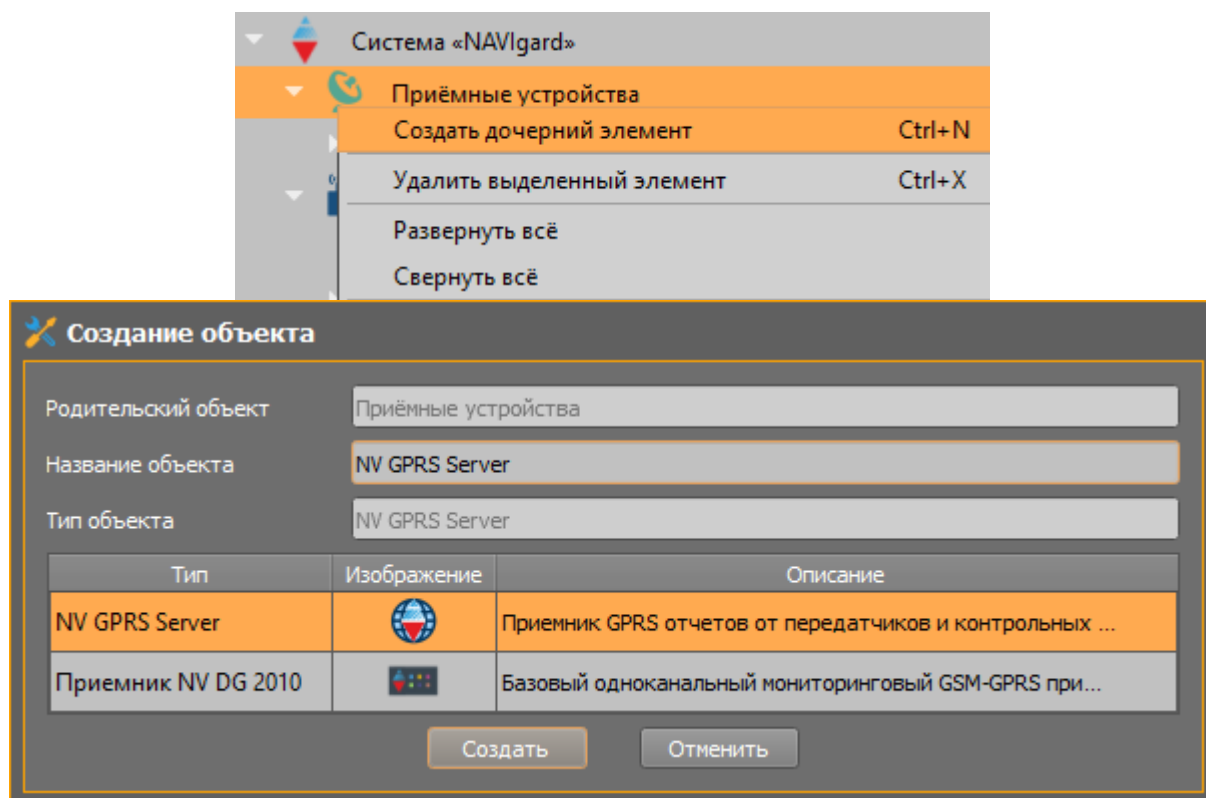 Система «NAVIgard»
Приёмные устройства
Создать дочерний элемент Ctrl+N
Удалить выделенный элемент Ctrl+X
Развернуть всё
Свернуть всё
Создание объекта
Родительский объект Приёмные устройства
Название объекта NV GPRS Server
Тип объекта NV GPRS Server
Тип Изображение Описание
NV GPRS Server Приемник GPRS отчетов от передатчиков и контрольных ...
Приемник NV DG 2010 Базовый одноканальный мониторинговый GSM-GPRS при...
Создать Отменить